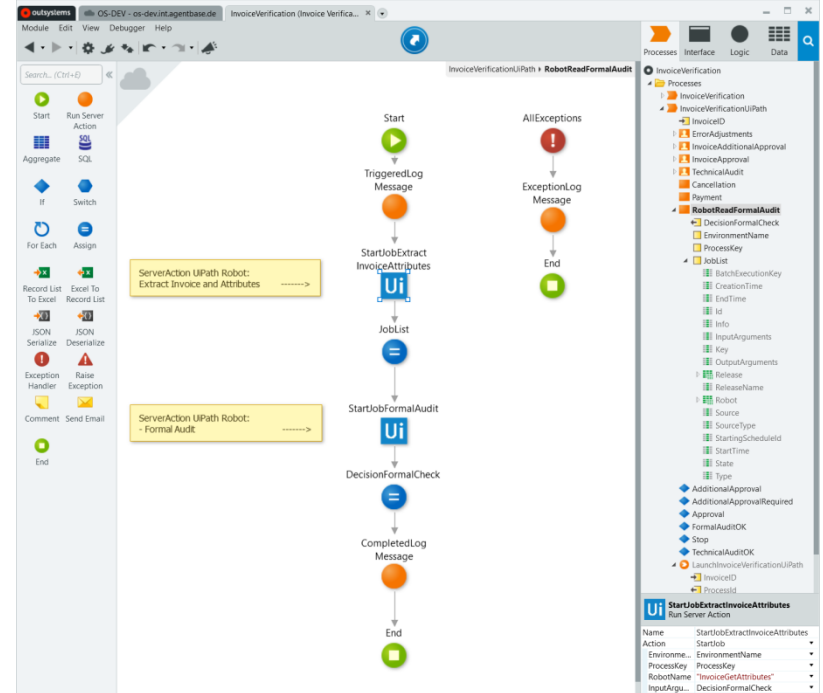 outsystems
OS-DEV - os-dev.int.agentbase.de
InvoiceVerification (Invoice Verifica...
Module Edit View Debugger Help
Processes Interface Logic Data
Search... (Ctrl+E)
Start
Run Server
Action
Aggregate
SQL
SQL
If
Switch
For Each
Assign
Record List
To Excel
Excel To
Record List
JSON
Serialize
JSON
Deserialize
Exception
Handler
Raise
Exception
Comment
Send Email
End
InvoiceVerificationUiPath ▸ RobotReadFormalAudit
Start
TriggeredLog
Message
StartJobExtract
InvoiceAttributes
Ui
JobList
StartJobFormalAudit
Ui
DecisionFormalCheck
CompletedLog
Message
End
AllExceptions
ExceptionLog
Message
End
ServerAction UiPath Robot:
Extract Invoice and Attributes ------->
ServerAction UiPath Robot:
- Formal Audit ------->
InvoiceVerification
Processes
InvoiceVerification
InvoiceVerificationUiPath
InvoiceID
ErrorAdjustments
InvoiceAdditionalApproval
InvoiceApproval
TechnicalAudit
Cancellation
Payment
RobotReadFormalAudit
DecisionFormalCheck
EnvironmentName
ProcessKey
JobList
BatchExecutionKey
CreationTime
EndTime
Id
Info
InputArguments
Key
OutputArguments
Release
ReleaseName
Robot
Source
SourceType
StartingScheduleId
StartTime
State
Type
AdditionalApproval
AdditionalApprovalRequired
Approval
FormalAuditOK
Stop
TechnicalAuditOK
LaunchInvoiceVerificationUiPath
InvoiceID
ProcessId
Ui
StartJobExtractInvoiceAttributes
Run Server Action
Name StartJobExtractInvoiceAttributes
Action StartJob
Environme... EnvironmentName
ProcessKey ProcessKey
RobotName "InvoiceGetAttributes"
InputArgu... DecisionFormalCheck